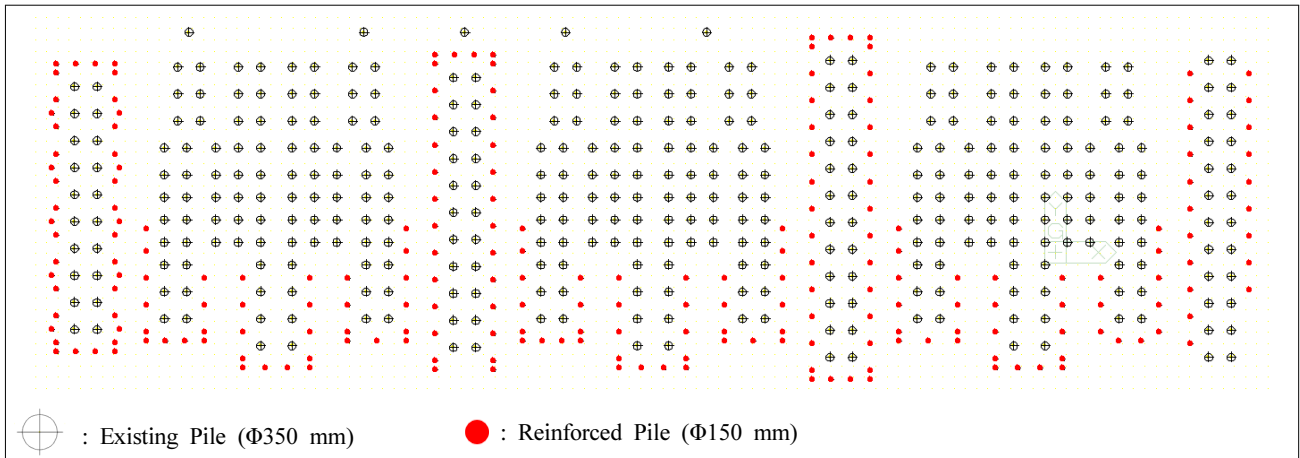 Y
G
X
: Existing Pile (Φ350 mm)
: Reinforced Pile (Φ150 mm)